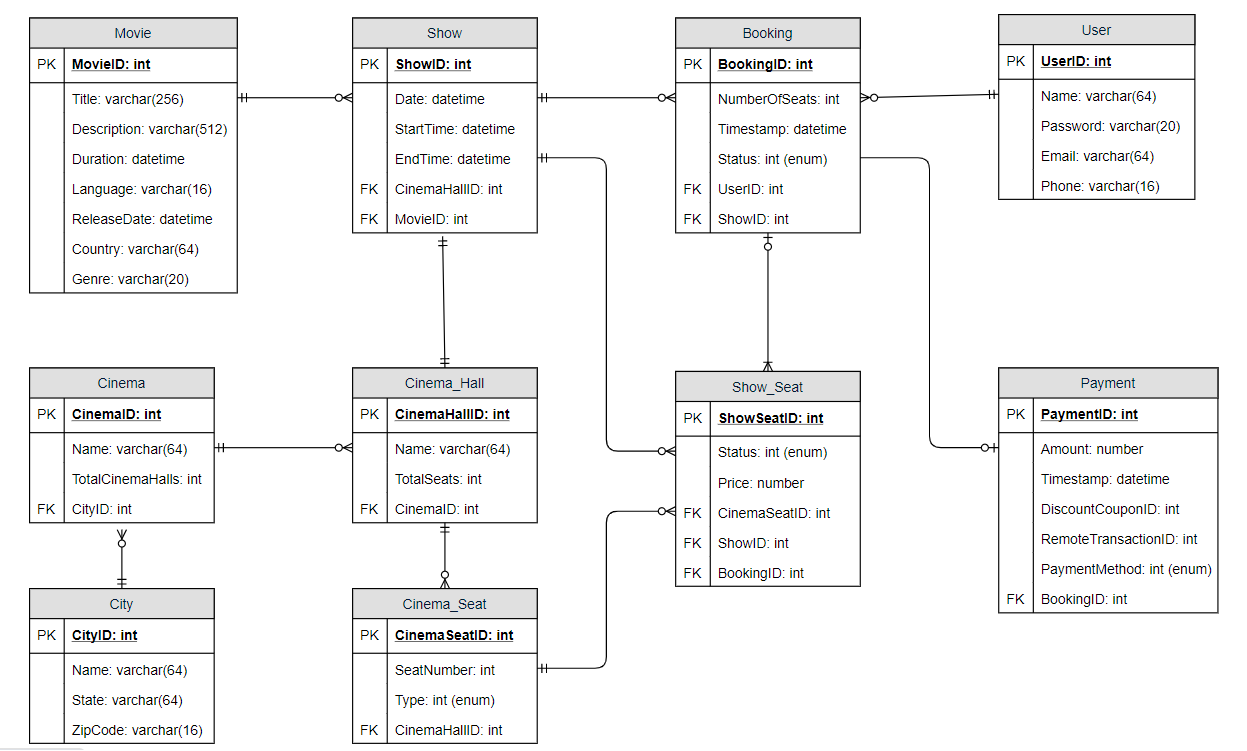 Movie
PK MovieID: int
Title: varchar(256)
Description: varchar(512)
Duration: datetime
Language: varchar(16)
ReleaseDate: datetime
Country: varchar(64)
Genre: varchar(20)
Show
PK ShowID: int
Date: datetime
StartTime: datetime
EndTime: datetime
FK CinemaHallID: int
FK MovieID: int
Booking
PK BookingID: int
NumberOfSeats: int
Timestamp: datetime
Status: int (enum)
FK UserID: int
FK ShowID: int
User
PK UserID: int
Name: varchar(64)
Password: varchar(20)
Email: varchar(64)
Phone: varchar(16)
Cinema
PK CinemaID: int
Name: varchar(64)
TotalCinemaHalls: int
FK CityID: int
Cinema_Hall
PK CinemaHallID: int
Name: varchar(64)
TotalSeats: int
FK CinemaID: int
Show_Seat
PK ShowSeatID: int
Status: int (enum)
Price: number
FK CinemaSeatID: int
FK ShowID: int
FK BookingID: int
Payment
PK PaymentID: int
Amount: number
Timestamp: datetime
DiscountCouponID: int
RemoteTransactionID: int
PaymentMethod: int (enum)
FK BookingID: int
City
PK CityID: int
Name: varchar(64)
State: varchar(64)
ZipCode: varchar(16)
Cinema_Seat
PK CinemaSeatID: int
SeatNumber: int
Type: int (enum)
FK CinemaHallID: int